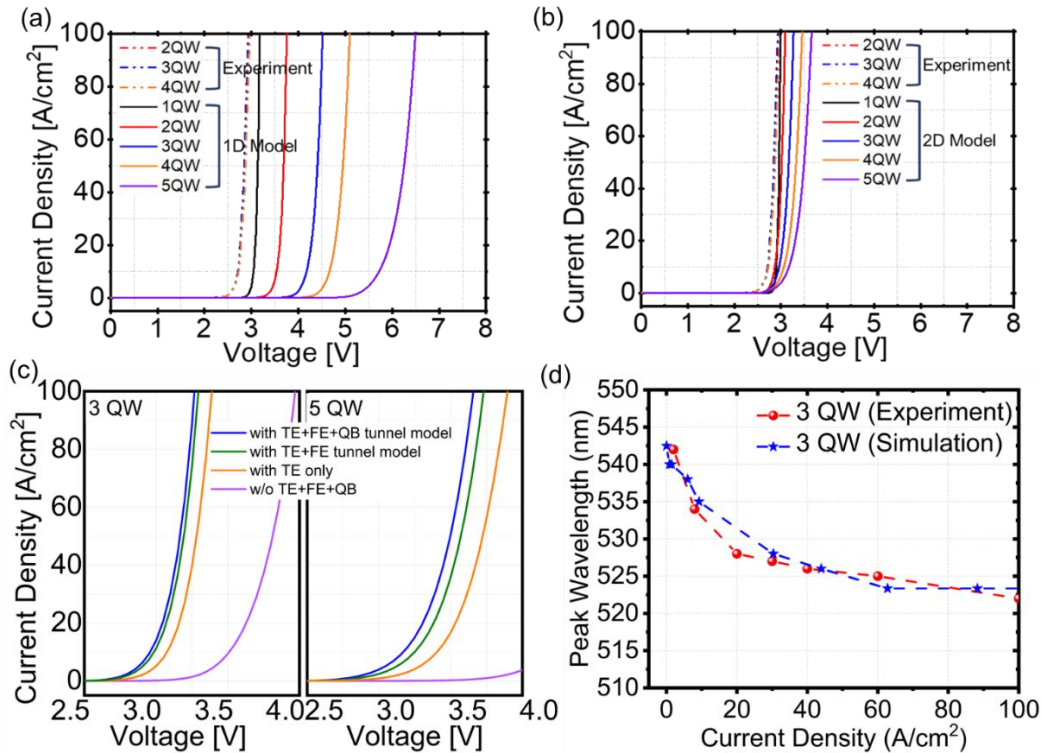 (a)
Current Density [A/cm²]
100
80
60
40
20
0
2QW
3QW
4QW
Experiment
1QW
2QW
3QW
4QW
5QW
1D Model
0 1 2 3 4 5 6 7 8
Voltage [V]
(b)
Current Density [A/cm²]
100
80
60
40
20
0
2QW
3QW
4QW
Experiment
1QW
2QW
3QW
4QW
5QW
2D Model
0 1 2 3 4 5 6 7 8
Voltage [V]
(c)
Current Density [A/cm²]
100
80
60
40
20
0
3 QW
5 QW
with TE+FE+QB tunnel model
with TE+FE tunnel model
with TE only
w/o TE+FE+QB
2.5 3.0 3.5 2.5 3.0 3.5 4.0
Voltage [V] Voltage [V]
(d)
Peak Wavelength (nm)
550
545
540
535
530
525
520
515
510
3 QW (Experiment)
3 QW (Simulation)
0 20 40 60 80 100
Current Density (A/cm²)